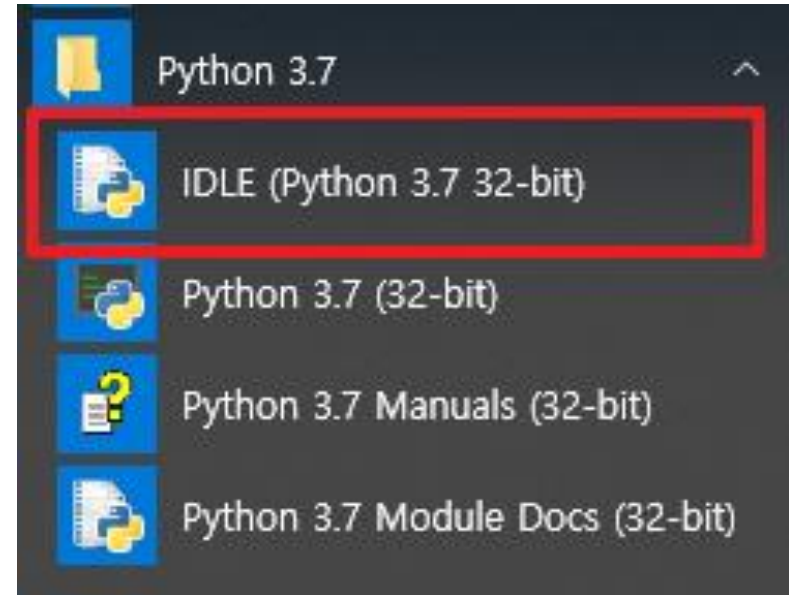 Python 3.7
IDLE (Python 3.7 32-bit)
Python 3.7 (32-bit)
Python 3.7 Manuals (32-bit)
Python 3.7 Module Docs (32-bit)